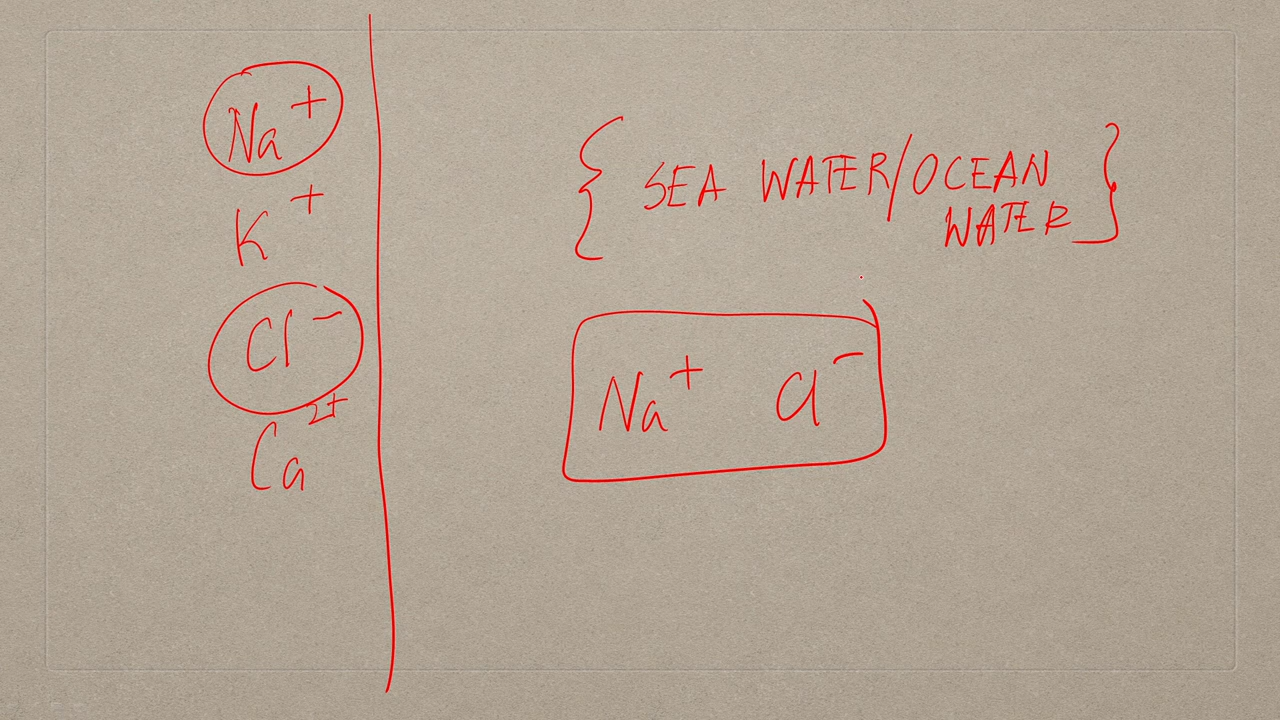 Na+
K+
Cl-
Ca2+
{ SEA WATER/OCEAN
WATER }
Na+ Cl-